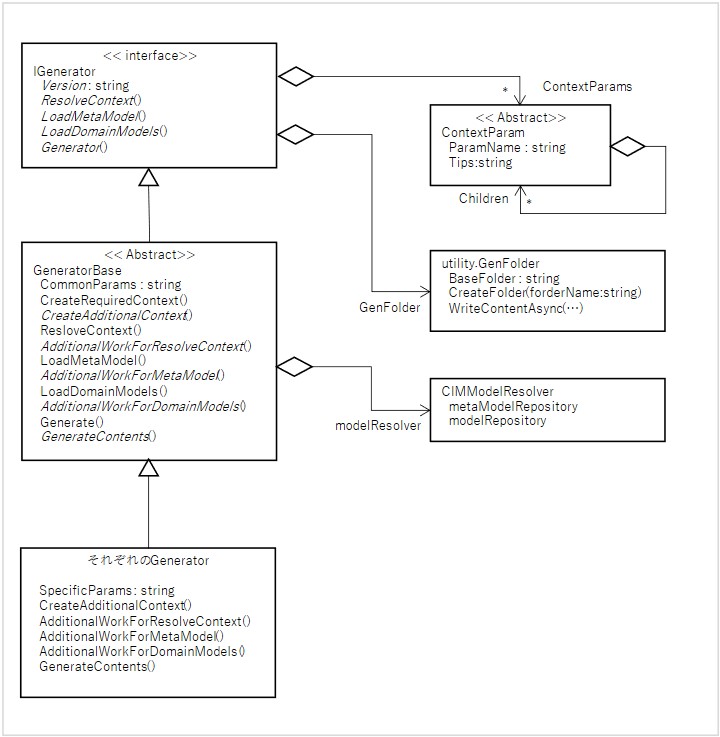 << interface>>
IGenerator
Version : string
ResolveContext()
LoadMetaModel()
LoadDomainModels()
Generator()
*
ContextParams
<< Abstract>>
ContextParam
ParamName : string
Tips:string
Children
*
<< Abstract>>
GeneratorBase
CommonParams : string
CreateRequiredContext()
CreateAdditionalContext()
ResloveContext()
AdditionalWorkForResolveContext()
LoadMetaModel()
AdditionalWorkForMetaModel()
LoadDomainModels()
AdditionalWorkForDomainModels()
Generate()
GenerateContents()
GenFolder
utility.GenFolder
BaseFolder : string
CreateFolder(forderName:string)
WriteContentAsync(…)
modelResolver
CIMModelResolver
metaModelRepository
modelRepository
それぞれのGenerator
SpecificParams : string
CreateAdditionalContext()
AdditionalWorkForResolveContext()
AdditionalWorkForMetaModel()
AdditionalWorkForDomainModels()
GenerateContents()